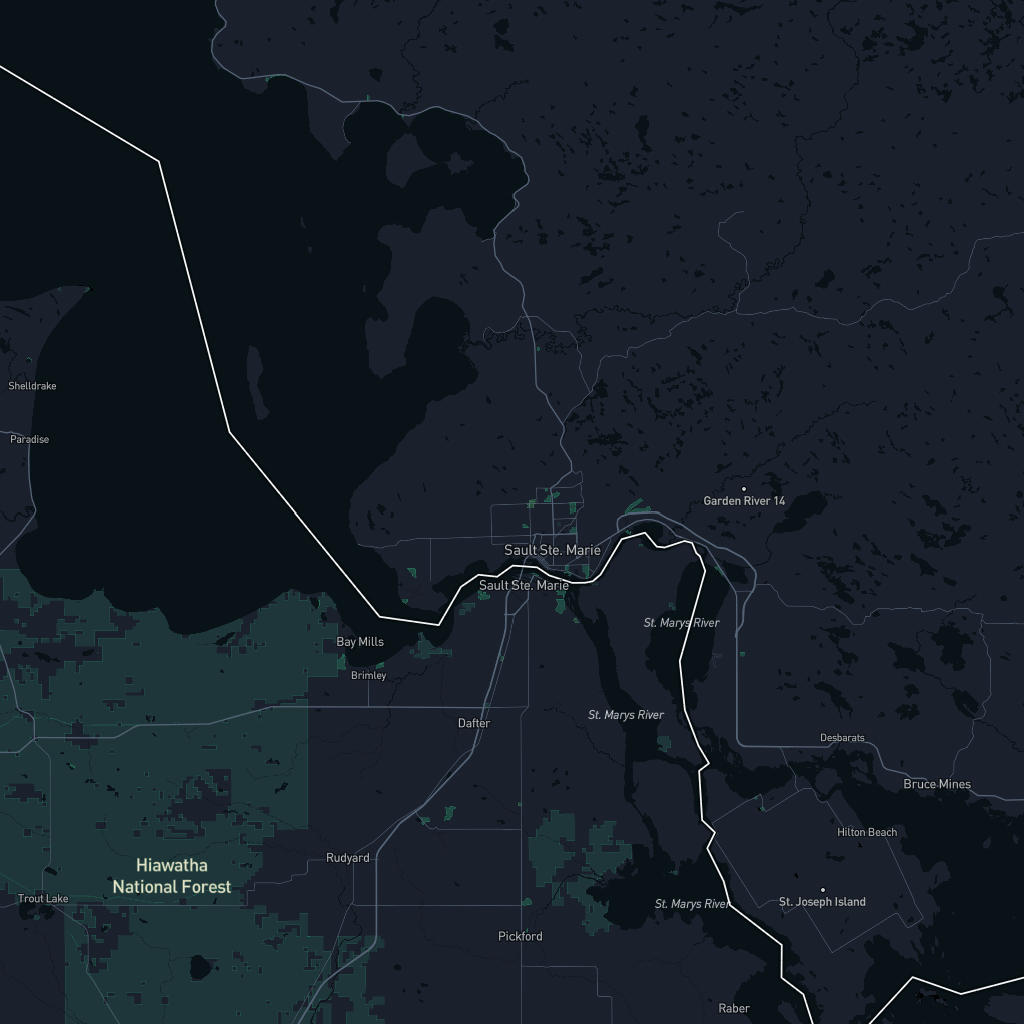 Shelldrake
Paradise
Garden River 14
Sault Ste. Marie
Sault Ste. Marie
St. Marys River
Bay Mills
Brimley
St. Marys River
Dafter
Desbarats
Bruce Mines
Hilton Beach
Rudyard
Hiawatha
National Forest
Trout Lake
St. Joseph Island
St. Marys River
Pickford
Raber